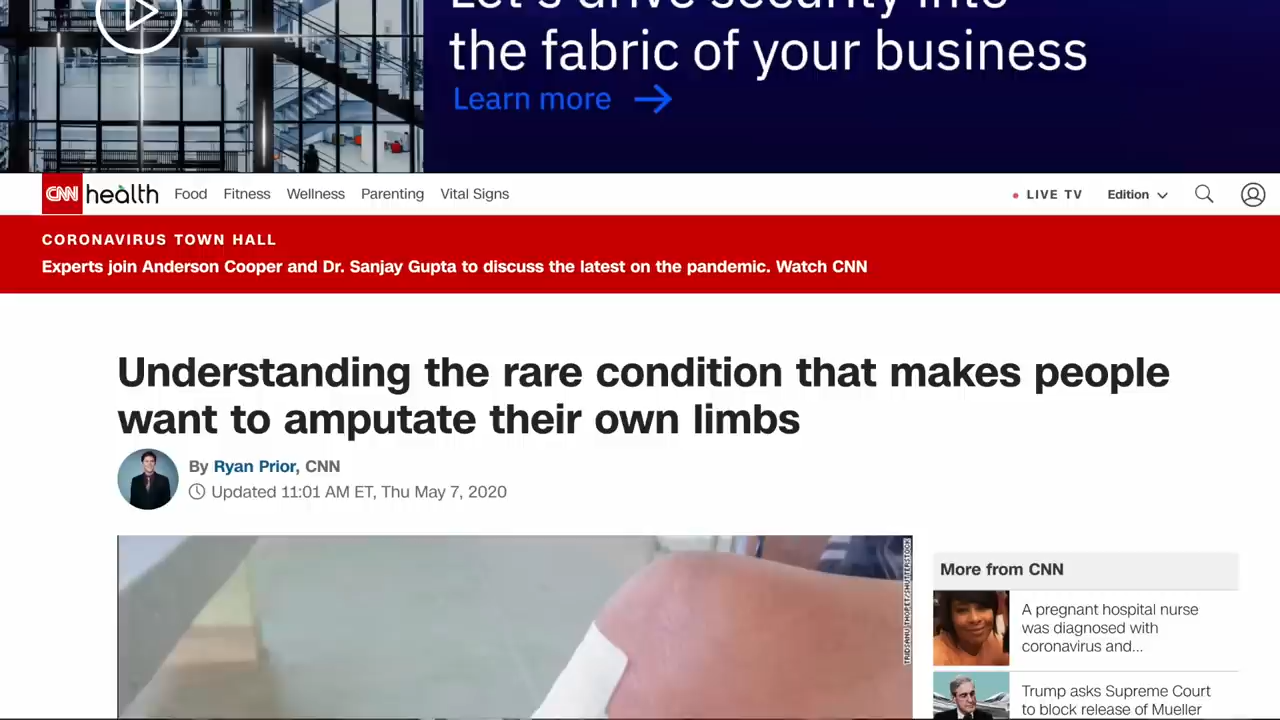 Let's drive security into
the fabric of your business
Learn more
CNN health Food Fitness Wellness Parenting Vital Signs LIVE TV Edition
CORONAVIRUS TOWN HALL
Experts join Anderson Cooper and Dr. Sanjay Gupta to discuss the latest on the pandemic. Watch CNN
Understanding the rare condition that makes people
want to amputate their own limbs
By Ryan Prior, CNN
Updated 11:01 AM ET, Thu May 7, 2020
More from CNN
A pregnant hospital nurse
was diagnosed with
coronavirus and...
Trump asks Supreme Court
to block release of Mueller